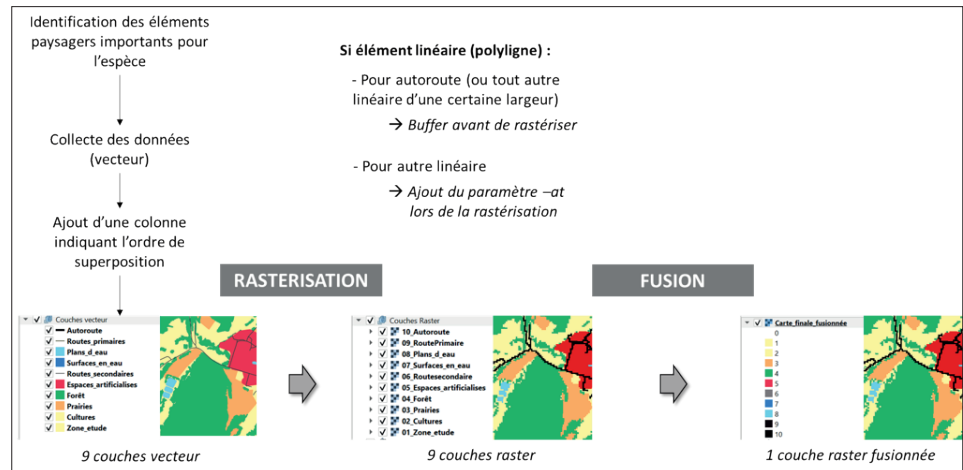 Identification des éléments
paysagers importants pour
l'espèce
Collecte des données
(vecteur)
Ajout d'une colonne
indiquant l'ordre de
superposition
Si élément linéaire (polyligne) :
- Pour autoroute (ou tout autre
linéaire d'une certaine largeur)
→ Buffer avant de rastériser
- Pour autre linéaire
→ Ajout du paramètre –at
lors de la rastérisation
RASTERISATION
FUSION
Couches vecteur
Autoroute
Routes_primaires
Plans_d_eau
Surfaces_en_eau
Routes_secondaires
Espaces_artificialises
Forêt
Prairies
Cultures
Zone_etude
9 couches vecteur
Couches Raster
10_Autoroute
09_RoutePrimaire
08_Plans_d_eau
07_Surfaces_en_eau
06_Routesecondaire
05_Espaces_artificialises
04_Forêt
03_Prairies
02_Cultures
01_Zone_etude
9 couches raster
Carte_finale_fusionnée
0
1
2
3
4
5
6
7
8
9
10
1 couche raster fusionnée